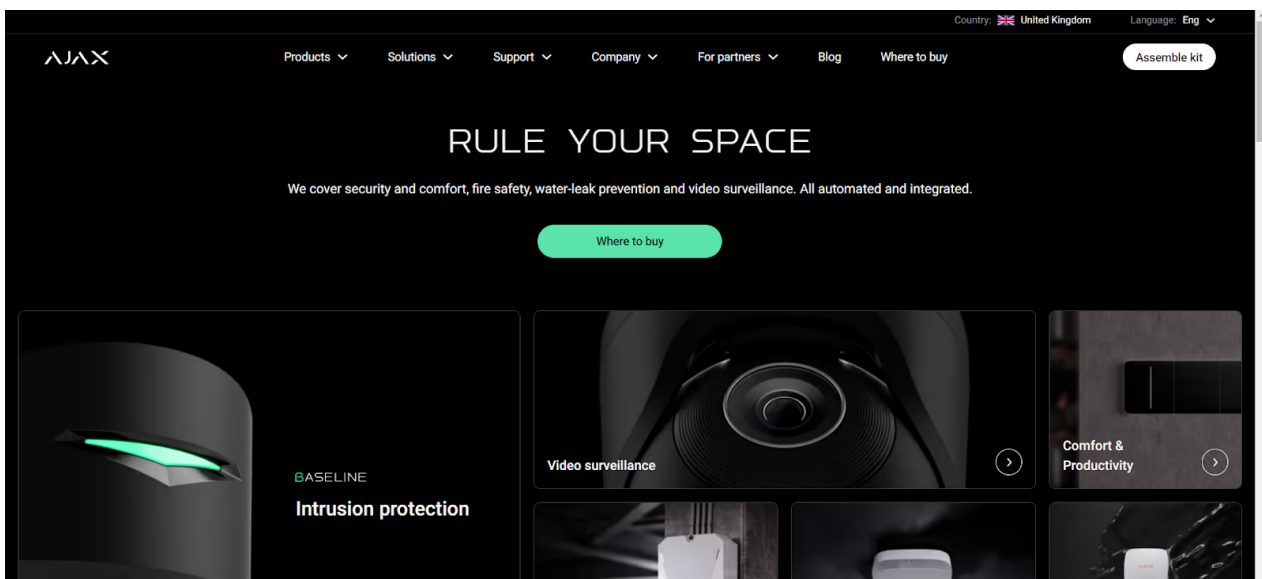 Country: United Kingdom Language: Eng
AJAX Products Solutions Support Company For partners Blog Where to buy Assemble kit
RULE YOUR SPACE
We cover security and comfort, fire safety, water-leak prevention and video surveillance. All automated and integrated.
Where to buy
BASELINE
Intrusion protection
Video surveillance
Comfort &
Productivity
AJAX